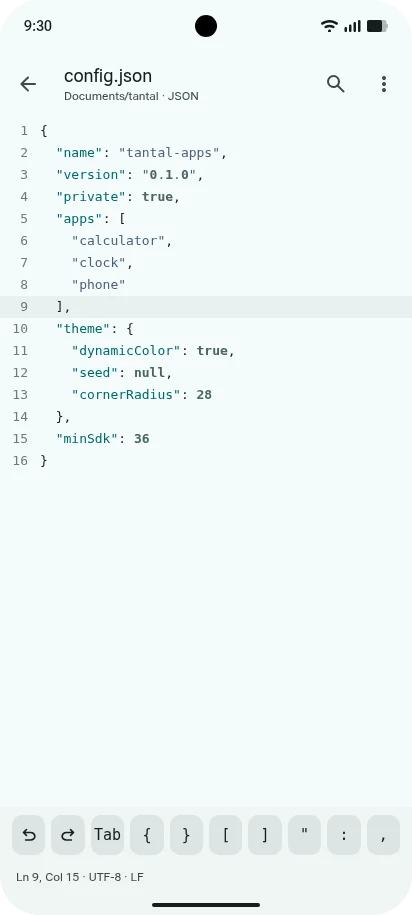 9:30
config.json
Documents/tantal · JSON
1 {
2   "name": "tantal-apps",
3   "version": "0.1.0",
4   "private": true,
5   "apps": [
6     "calculator",
7     "clock",
8     "phone"
9   ],
10   "theme": {
11     "dynamicColor": true,
12     "seed": null,
13     "cornerRadius": 28
14   },
15   "minSdk": 36
16 }
Tab { } [ ] " : ,
Ln 9, Col 15 · UTF-8 · LF